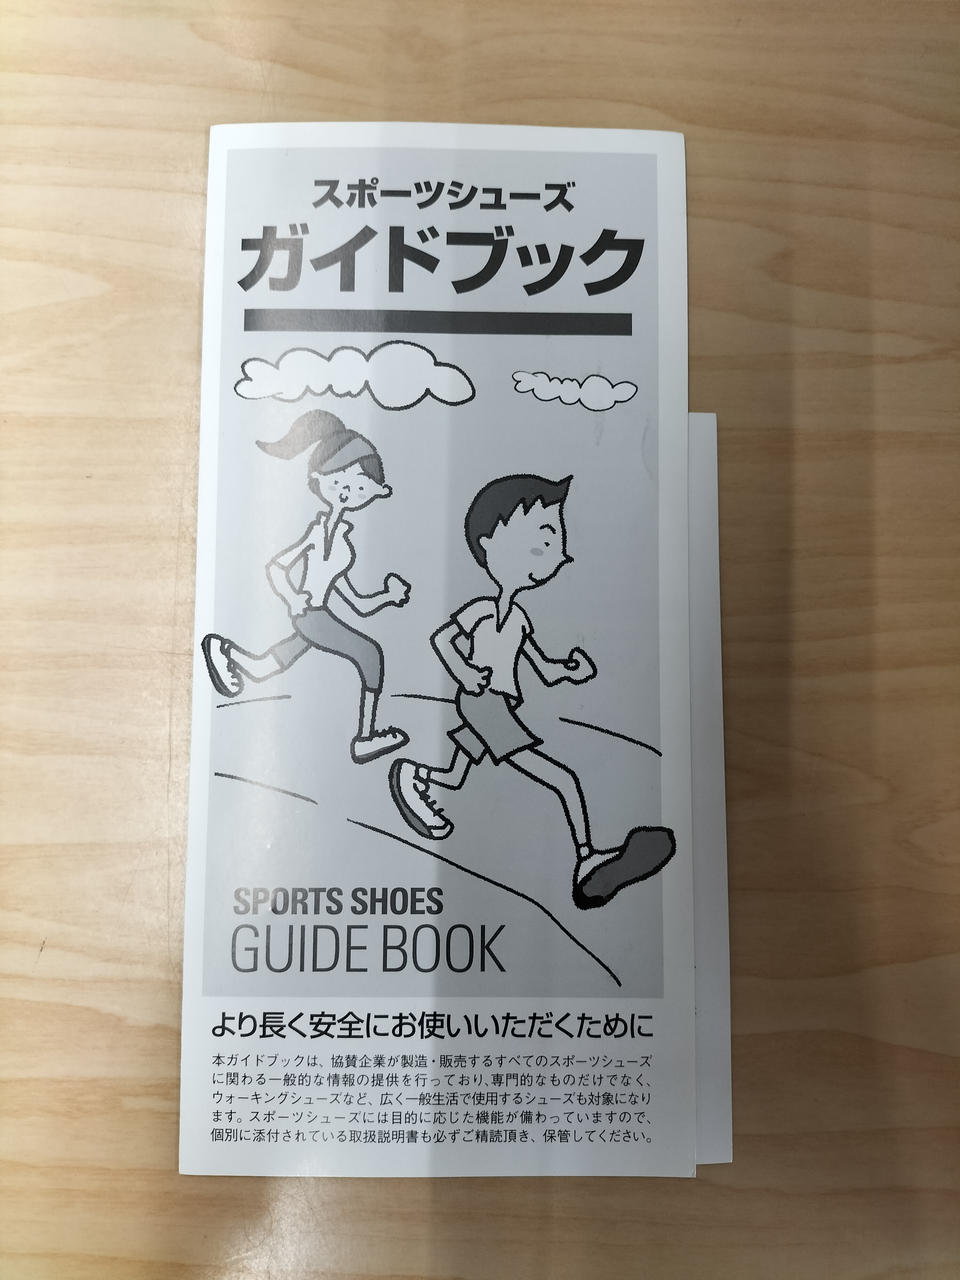 スポーツシューズ
ガイドブック
SPORTS SHOES
GUIDE BOOK
より長く安全にお使いいただくために
本ガイドブックは、協賛企業が製造・販売するすべてのスポーツシューズ
に関わる一般的な情報の提供を行っており､専門的なものだけでなく、
ウォーキングシューズなど、広く一般生活で使用するシューズも対象になり
ます。スポーツシューズには目的に応じた機能が備わっていますので、
個別に添付されている取扱説明書も必ずご精読頂き、保管してください。